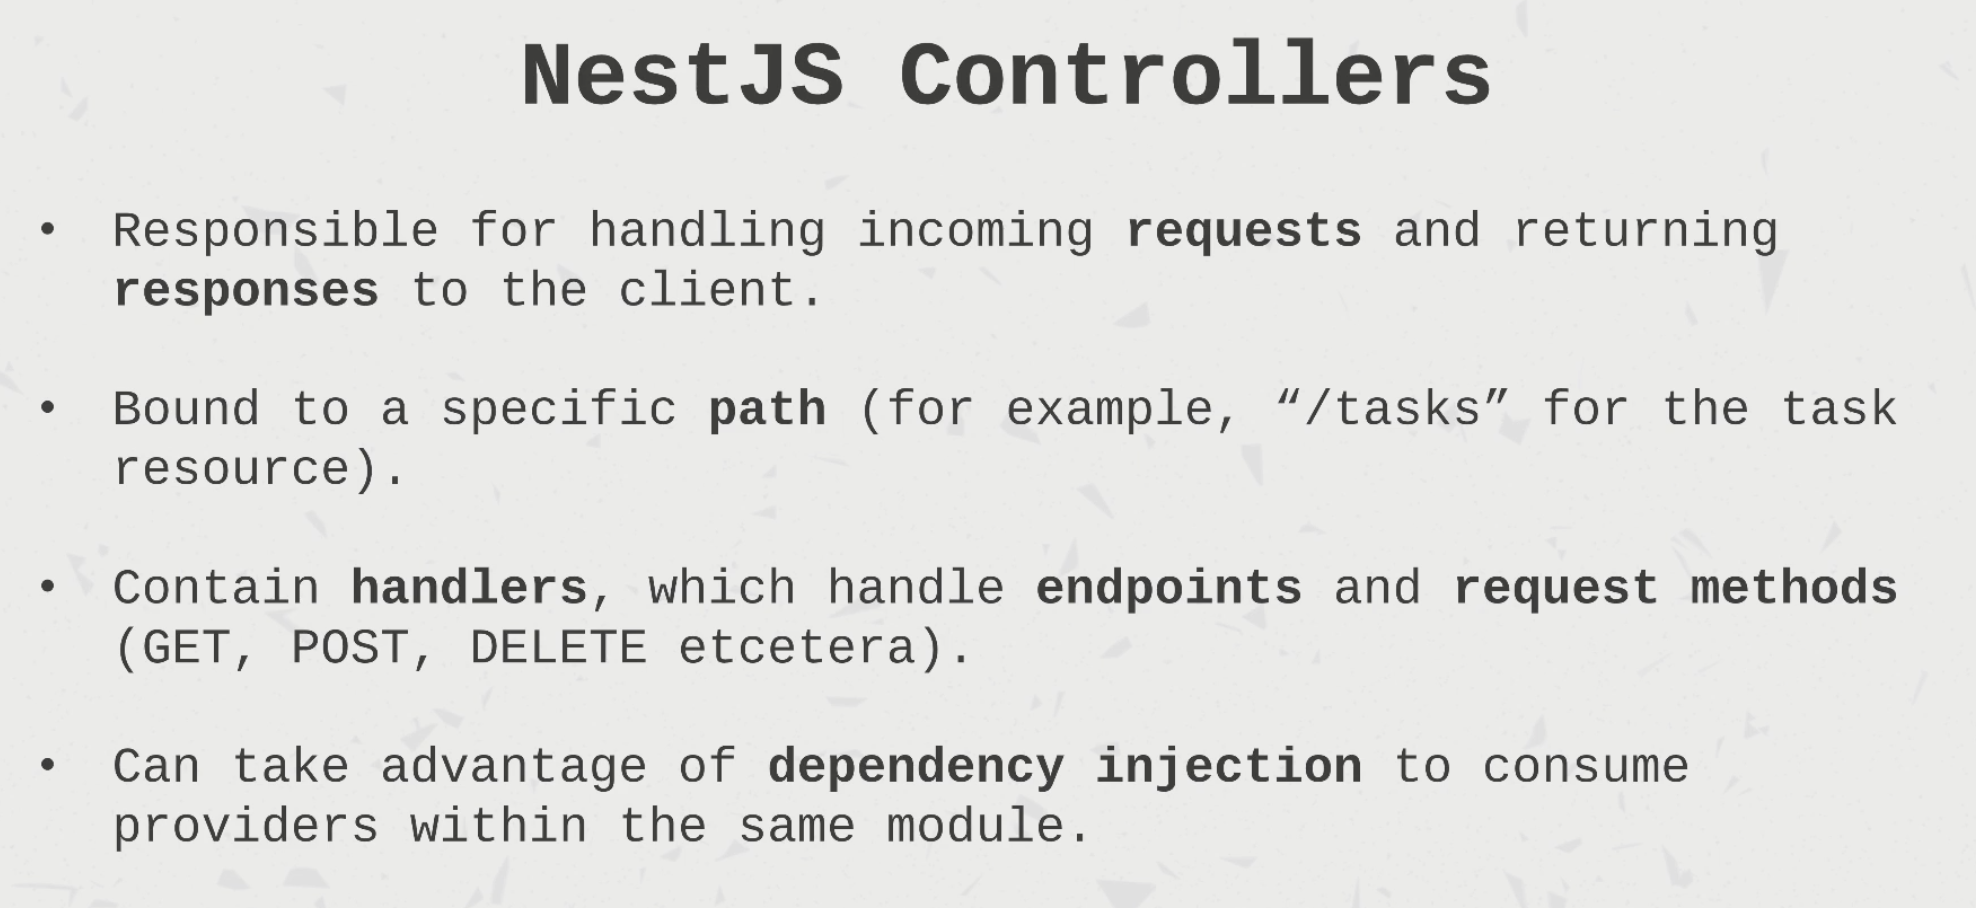 NestJS Controllers
• Responsible for handling incoming requests and returning
responses to the client.
• Bound to a specific path (for example, “/tasks” for the task
resource).
• Contain handlers, which handle endpoints and request methods
(GET, POST, DELETE etcetera).
• Can take advantage of dependency injection to consume
providers within the same module.